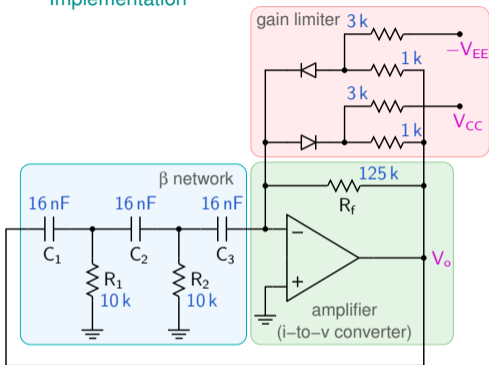 Implementation
gain limiter
3 k
−V_EE
1 k
3 k
V_CC
1 k
β network
125 k
R_f
16 nF
16 nF
16 nF
C_1
C_2
C_3
R_1
10 k
R_2
10 k
−
+
V_o
amplifier
(i−to−v converter)